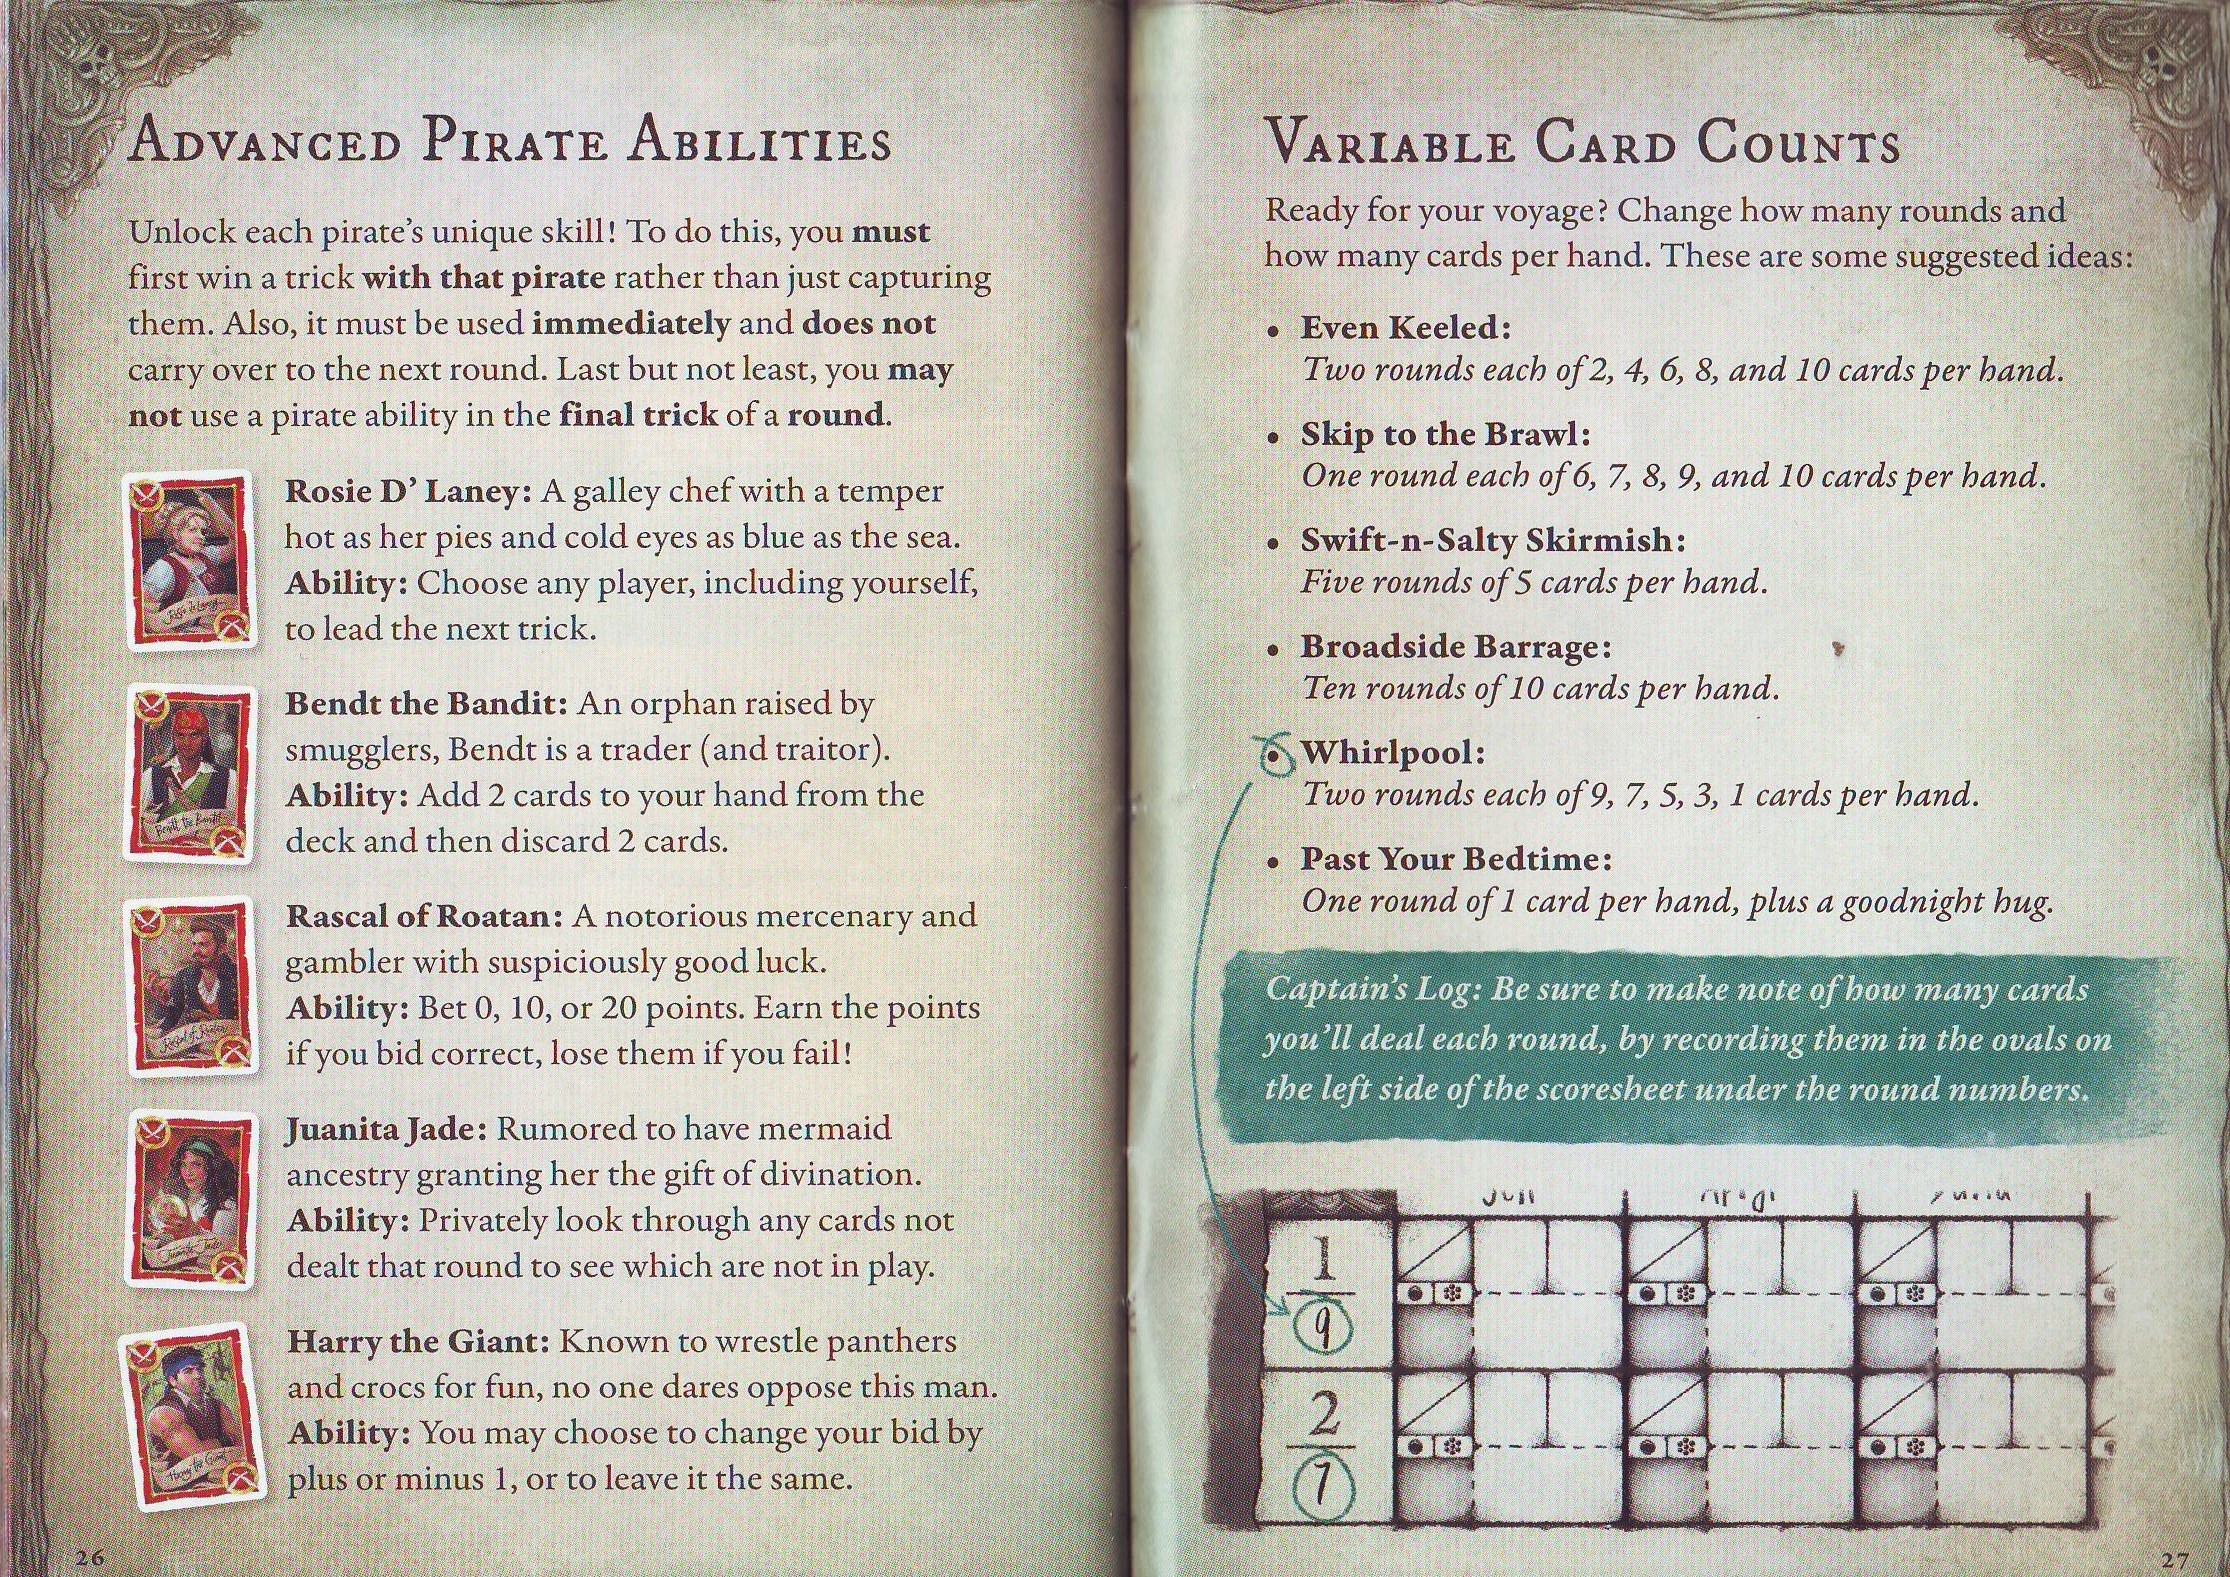 Advanced Pirate Abilities
Unlock each pirate's unique skill! To do this, you must
first win a trick with that pirate rather than just capturing
them. Also, it must be used immediately and does not
carry over to the next round. Last but not least, you may
not use a pirate ability in the final trick of a round.
Rosie D' Laney: A galley chef with a temper
hot as her pies and cold eyes as blue as the sea.
Ability: Choose any player, including yourself,
to lead the next trick.
Bendt the Bandit: An orphan raised by
smugglers, Bendt is a trader (and traitor).
Ability: Add 2 cards to your hand from the
deck and then discard 2 cards.
Bendt the Bandit
Rascal of Roatan: A notorious mercenary and
gambler with suspiciously good luck.
Ability: Bet 0, 10, or 20 points. Earn the points
if you bid correct, lose them if you fail!
Rascal of Roatan
Juanita Jade: Rumored to have mermaid
ancestry granting her the gift of divination.
Ability: Privately look through any cards not
dealt that round to see which are not in play.
Juanita Jade
Harry the Giant: Known to wrestle panthers
and crocs for fun, no one dares oppose this man.
Ability: You may choose to change your bid by
plus or minus 1, or to leave it the same.
Harry the Giant
26
Variable Card Counts
Ready for your voyage? Change how many rounds and
how many cards per hand. These are some suggested ideas:
• Even Keeled:
Two rounds each of 2, 4, 6, 8, and 10 cards per hand.
• Skip to the Brawl:
One round each of 6, 7, 8, 9, and 10 cards per hand.
• Swift-n-Salty Skirmish:
Five rounds of 5 cards per hand.
• Broadside Barrage:
Ten rounds of 10 cards per hand.
• Whirlpool:
Two rounds each of 9, 7, 5, 3, 1 cards per hand.
• Past Your Bedtime:
One round of 1 card per hand, plus a goodnight hug.
Captain's Log: Be sure to make note of how many cards
you'll deal each round, by recording them in the ovals on
the left side of the scoresheet under the round numbers.
1
9
2
7
27